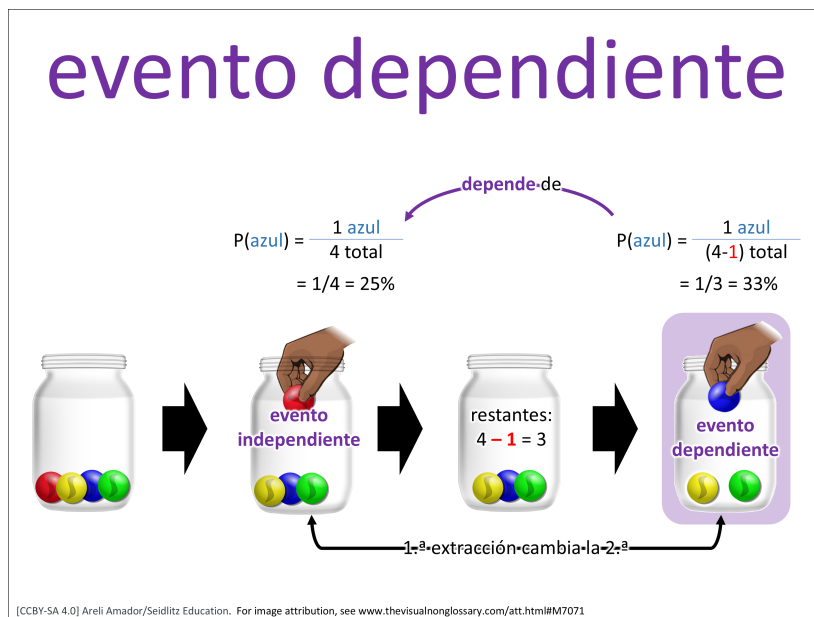 evento dependiente
depende de
P(azul) = 1 azul / 4 total
= 1/4 = 25%
P(azul) = 1 azul / (4-1) total
= 1/3 = 33%
evento
independiente
restantes:
4 – 1 = 3
evento
dependiente
1.ª extracción cambia la 2.ª
[CCBY-SA 4.0] Areli Amador/Seidlitz Education. For image attribution, see www.thevisualnonglossary.com/att.html#M7071